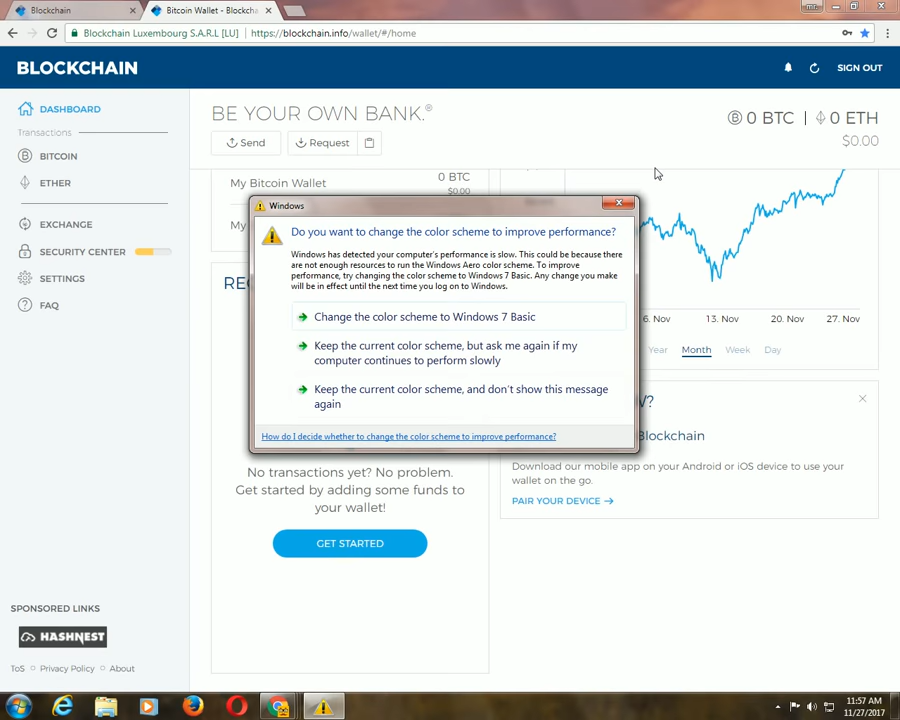 Blockchain
Bitcoin Wallet - Blockcha
Blockchain Luxembourg S.A.R.L [LU]
https://blockchain.info/wallet/#/home
BLOCKCHAIN
SIGN OUT
DASHBOARD
Transactions
BITCOIN
ETHER
EXCHANGE
SECURITY CENTER
SETTINGS
FAQ
BE YOUR OWN BANK.®
0 BTC | 0 ETH
$0.00
Send
Request
My Bitcoin Wallet
0 BTC
$0.00
My
Windows
Do you want to change the color scheme to improve performance?
Windows has detected your computer's performance is slow. This could be because there
are not enough resources to run the Windows Aero color scheme. To improve
performance, try changing the color scheme to Windows 7 Basic. Any change you make
will be in effect until the next time you log on to Windows.
Change the color scheme to Windows 7 Basic
Keep the current color scheme, but ask me again if my
computer continues to perform slowly
Keep the current color scheme, and don't show this message
again
How do I decide whether to change the color scheme to improve performance?
RE
6. Nov
13. Nov
20. Nov
27. Nov
Year
Month
Week
Day
W?
Blockchain
Download our mobile app on your Android or iOS device to use your
wallet on the go.
PAIR YOUR DEVICE
No transactions yet? No problem.
Get started by adding some funds to
your wallet!
GET STARTED
SPONSORED LINKS
HASHNEST
ToS
Privacy Policy
About
11:57 AM
11/27/2017